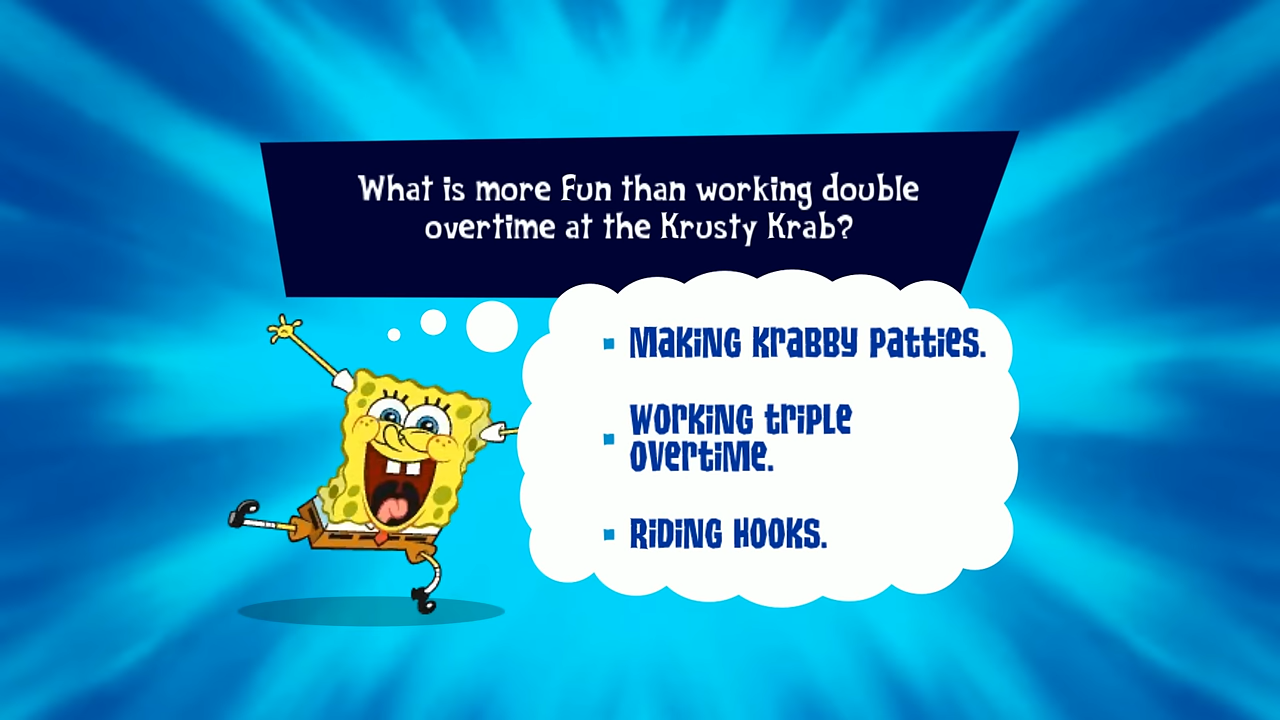 What is more Fun than working double
overtime at the Krusty Krab?
Making Krabby Patties.
Working triple
overtime.
Riding Hooks.